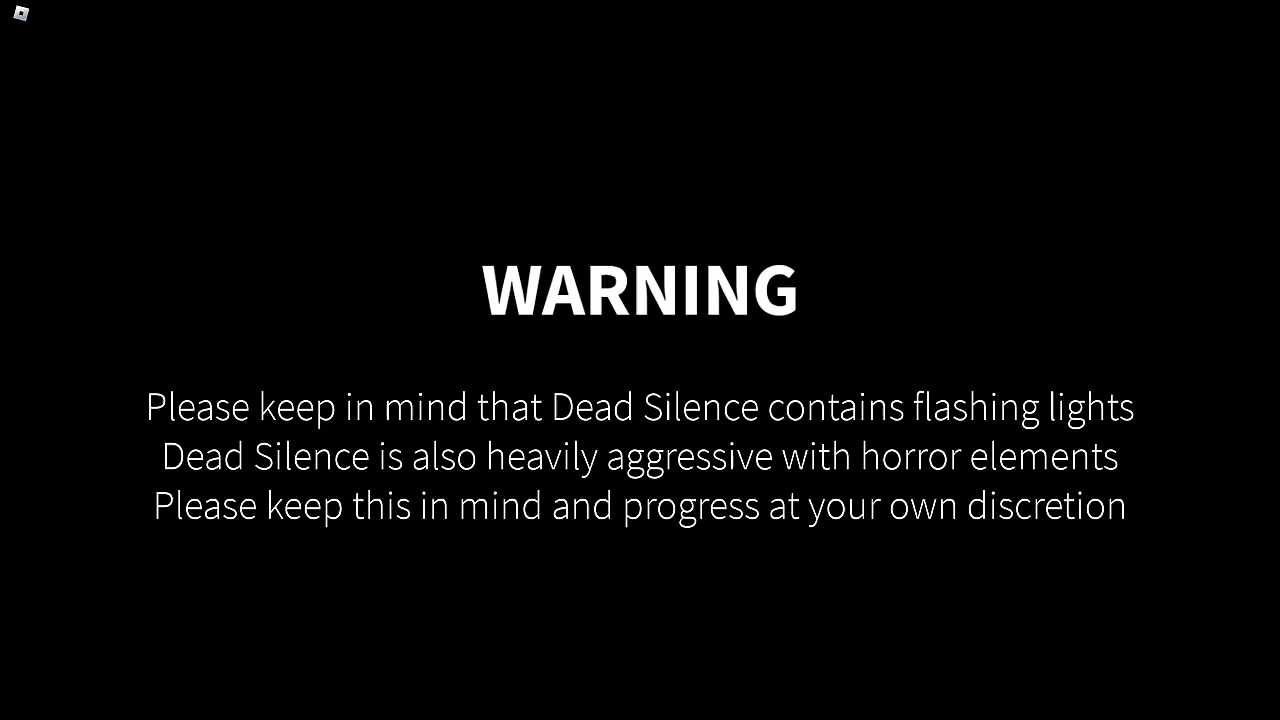 WARNING
Please keep in mind that Dead Silence contains flashing lights
Dead Silence is also heavily aggressive with horror elements
Please keep this in mind and progress at your own discretion